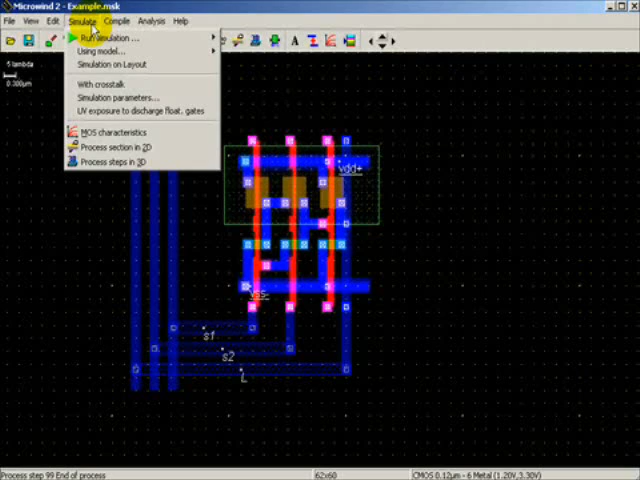 Microwind 2 - Example.msk
File View Edit Simulate Compile Analysis Help
Run simulation ...
Using model...
Simulation on Layout
With crosstalk
Simulation parameters...
UV exposure to discharge float. gates
MOS characteristics
Process section in 2D
Process steps in 3D
5 lambda
0.300µm
A
vdd+
vss-
s1
s2
L
Process step 99 End of process 62x60 CMOS 0.12µm - 6 Metal (1.20V,3.30V)